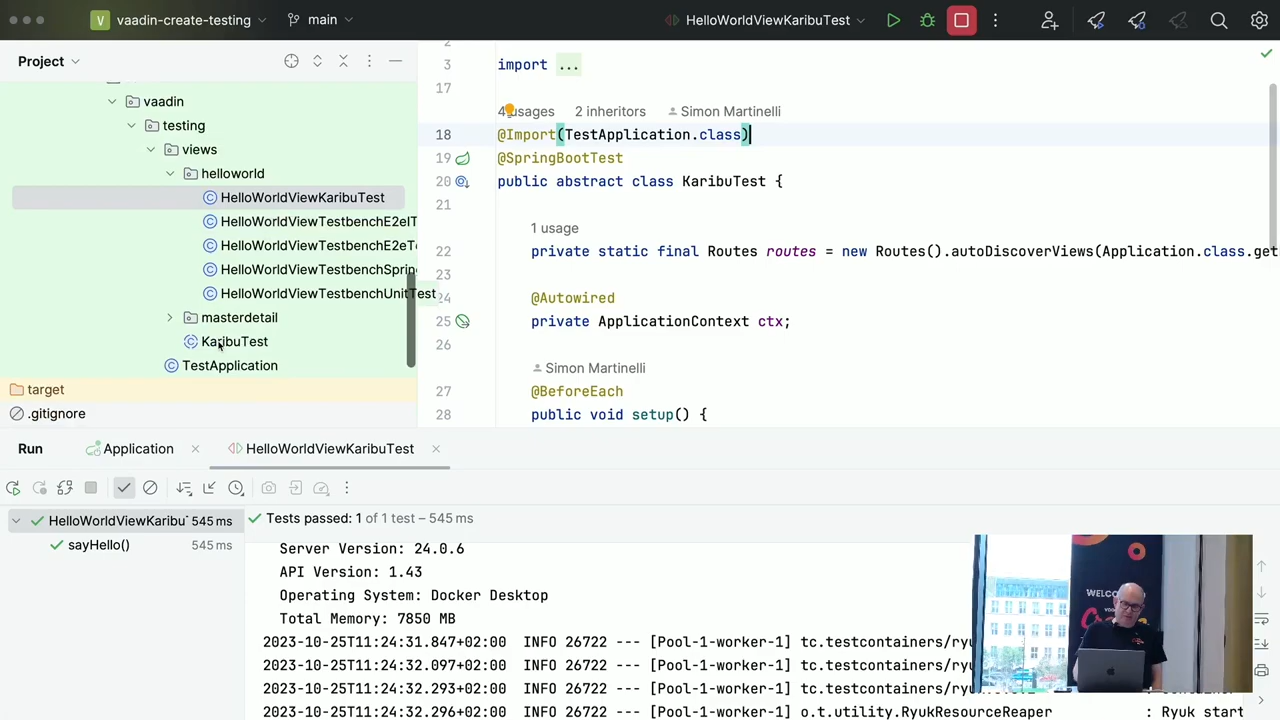 V vaadin-create-testing main HelloWorldViewKaribuTest
Project
vaadin
testing
views
helloworld
HelloWorldViewKaribuTest
HelloWorldViewTestbenchE2eIT
HelloWorldViewTestbenchE2eTe
HelloWorldViewTestbenchSprin
HelloWorldViewTestbenchUnitTest
masterdetail
KaribuTest
TestApplication
target
.gitignore
2
3 import ...
17
4 usages 2 inheritors Simon Martinelli
18 @Import(TestApplication.class)
19 @SpringBootTest
20 public abstract class KaribuTest {
21
1 usage
22 private static final Routes routes = new Routes().autoDiscoverViews(Application.class.get
23
24 @Autowired
25 private ApplicationContext ctx;
26
Simon Martinelli
27 @BeforeEach
28 public void setup() {
Run Application HelloWorldViewKaribuTest
HelloWorldViewKaribu 545 ms
sayHello() 545 ms
Tests passed: 1 of 1 test – 545 ms
Server Version: 24.0.6
API Version: 1.43
Operating System: Docker Desktop
Total Memory: 7850 MB
2023-10-25T11:24:31.847+02:00 INFO 26722 --- [Pool-1-worker-1] tc.testcontainers/ryu
2023-10-25T11:24:32.097+02:00 INFO 26722 --- [Pool-1-worker-1] tc.testcontainers/ryu
2023-10-25T11:24:32.293+02:00 INFO 26722 --- [Pool-1-worker-1] tc.testcontainers/ryu
2023-10-25T11:24:32.296+02:00 INFO 26722 --- [Pool-1-worker-1] o.t.utility.RyukResourceReaper : Ryuk start
WELCOM